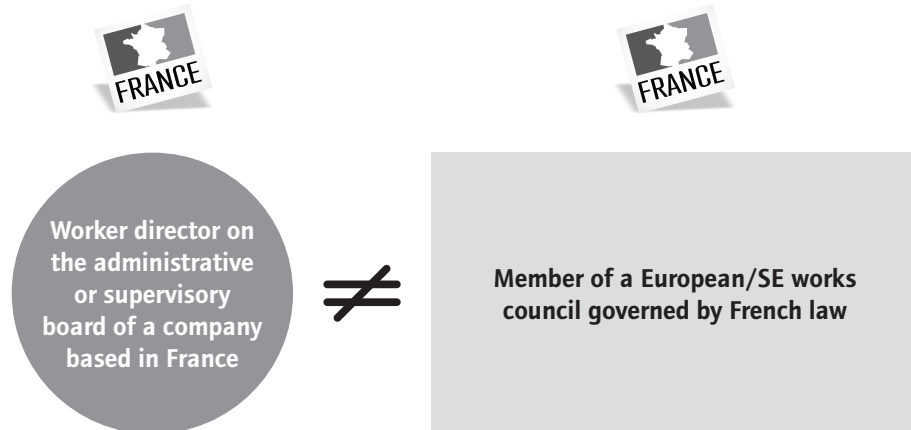 FRANCE
FRANCE
Worker director on
the administrative
or supervisory
board of a company
based in France
≠
Member of a European/SE works
council governed by French law